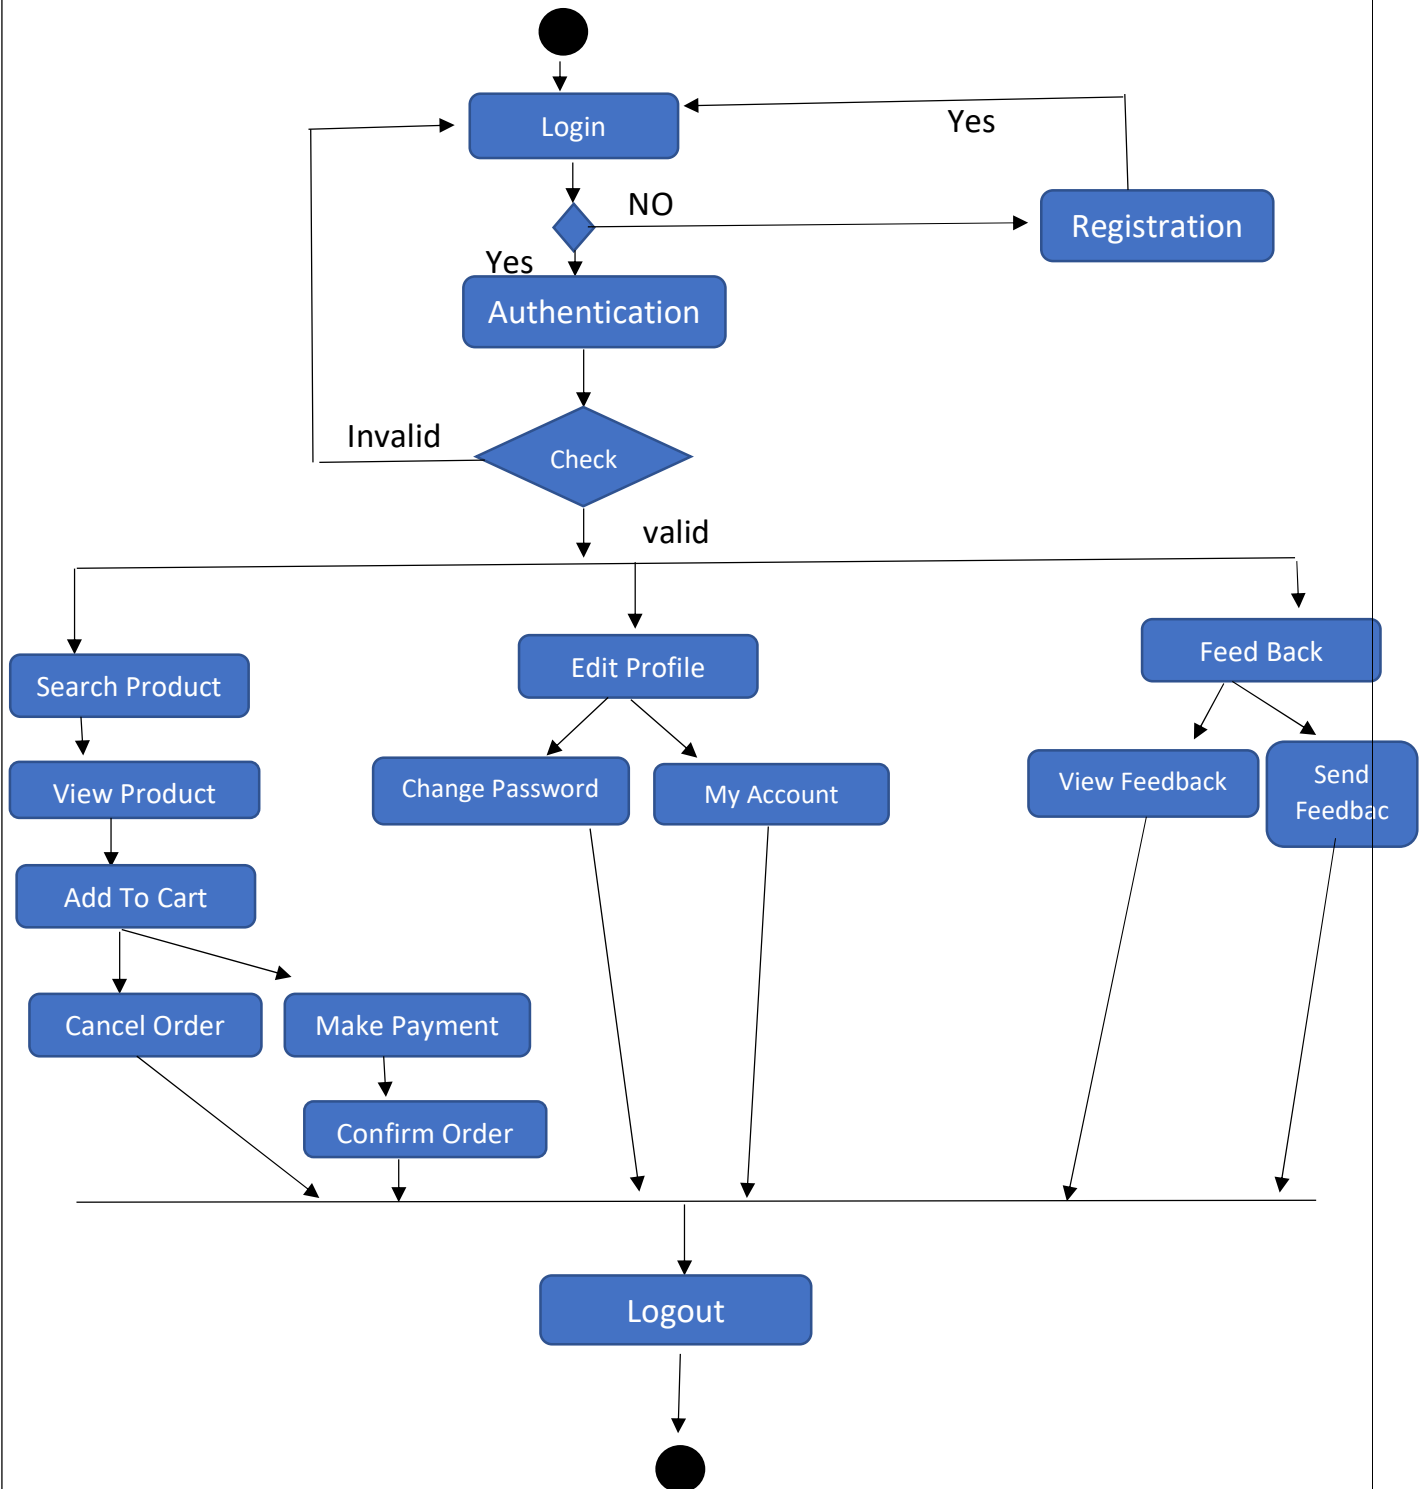 Login
Yes
NO
Registration
Yes
Authentication
Invalid
Check
valid
Search Product
Edit Profile
Feed Back
View Product
Change Password
My Account
View Feedback
Send
Feedbac
Add To Cart
Cancel Order
Make Payment
Confirm Order
Logout